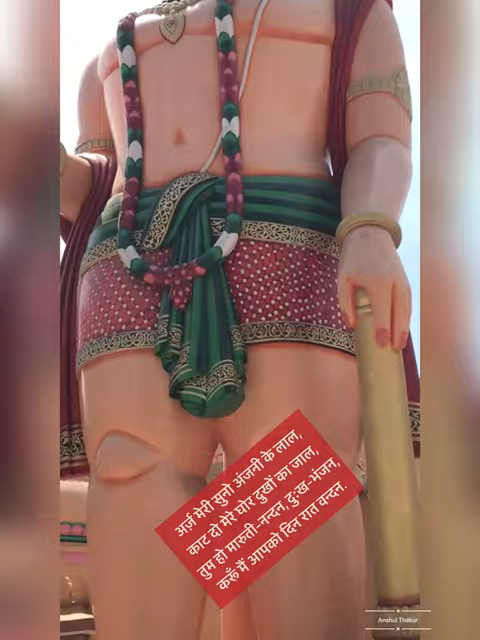 अर्ज़ मेरी सुनो अंजनी के लाल,
काट दो मेरे घोर दुखों का जाल,
तुम हो मारुती-नन्दन, दुःख-भंजन,
करूँ मैं आपको दिन रात वन्दन.
Anshul Thakur